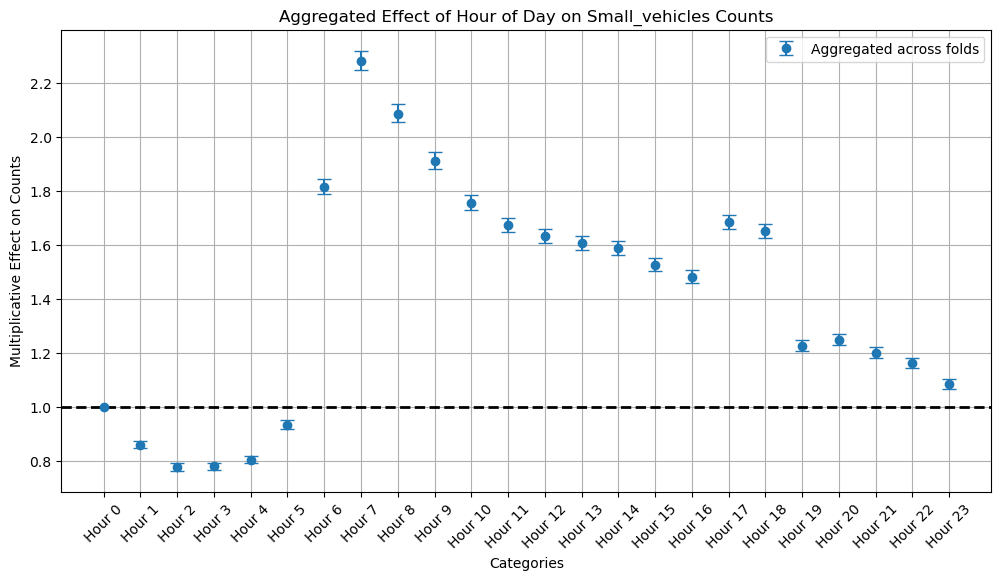 Aggregated Effect of Hour of Day on Small_vehicles Counts
Aggregated across folds
Multiplicative Effect on Counts
2.2
2.0
1.8
1.6
1.4
1.2
1.0
0.8
Hour 0
Hour 1
Hour 2
Hour 3
Hour 4
Hour 5
Hour 6
Hour 7
Hour 8
Hour 9
Hour 10
Hour 11
Hour 12
Hour 13
Hour 14
Hour 15
Hour 16
Hour 17
Hour 18
Hour 19
Hour 20
Hour 21
Hour 22
Hour 23
Categories